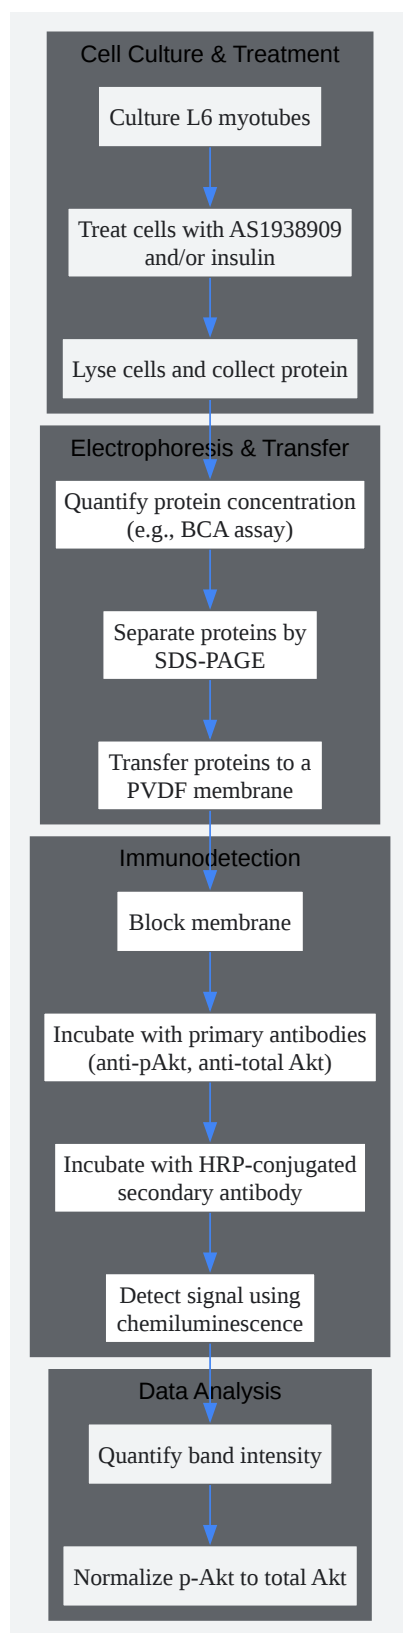 Cell Culture & Treatment
Culture L6 myotubes
Treat cells with AS1938909
and/or insulin
Lyse cells and collect protein
Electrophoresis & Transfer
Quantify protein concentration
(e.g., BCA assay)
Separate proteins by
SDS-PAGE
Transfer proteins to a
PVDF membrane
Immunodetection
Block membrane
Incubate with primary antibodies
(anti-pAkt, anti-total Akt)
Incubate with HRP-conjugated
secondary antibody
Detect signal using
chemiluminescence
Data Analysis
Quantify band intensity
Normalize p-Akt to total Akt